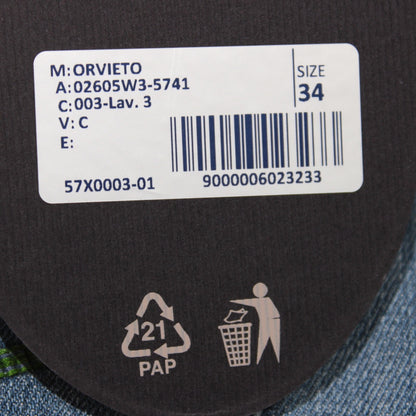 M: ORVIETO
A: 02605W3-5741
C: 003-Lav. 3
V: C
E:
SIZE
34
57X0003-01
9000006023233
21
PAP